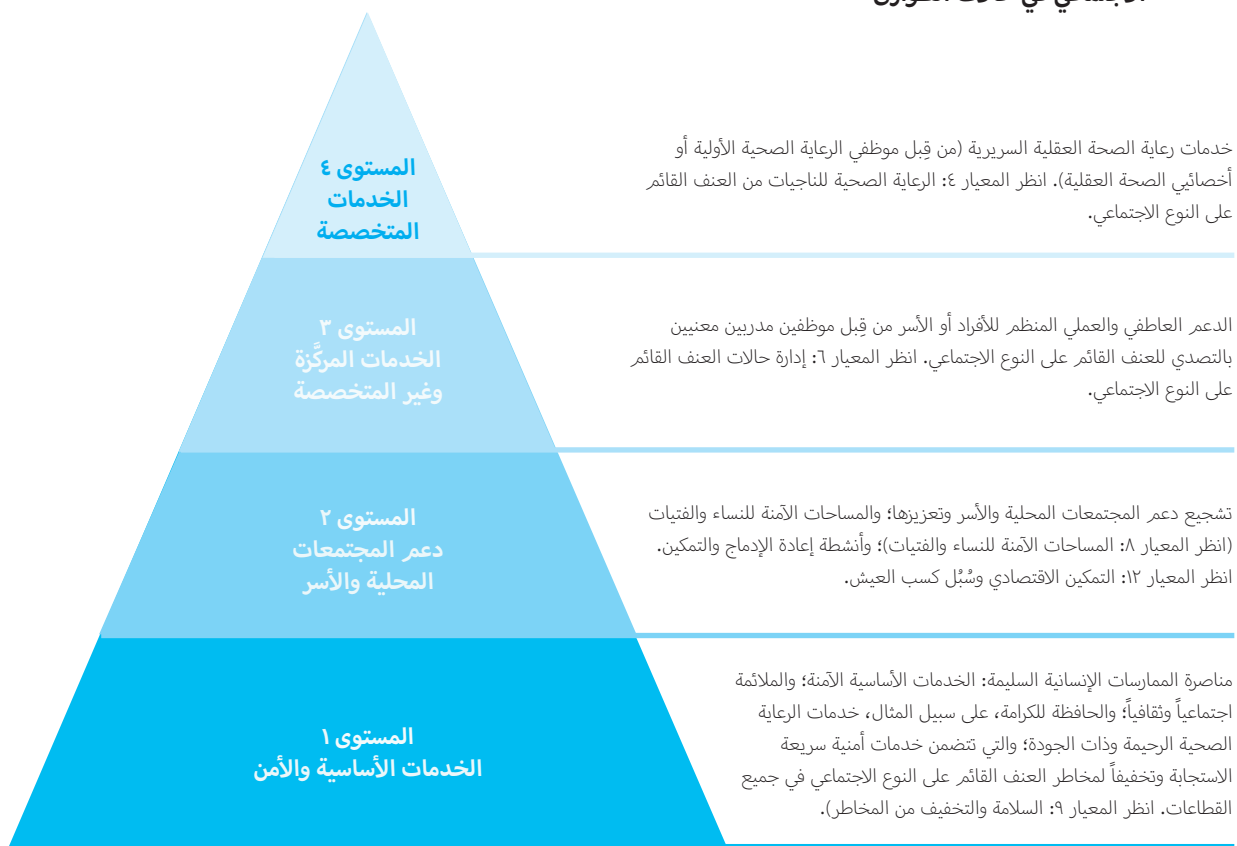 المستوى ٤
الخدمات
المتخصصة
خدمات رعاية الصحة العقلية السريرية (من قِبل موظفي الرعاية الصحية الأولية أو
أخصائيي الصحة العقلية). انظر المعيار ٤: الرعاية الصحية للناجيات من العنف القائم
على النوع الاجتماعي.
المستوى ٣
الخدمات المركَّزة
وغير المتخصصة
الدعم العاطفي والعملي المنظم للأفراد أو الأسر من قِبل موظفين مدربين معنيين
بالتصدي للعنف القائم على النوع الاجتماعي. انظر المعيار ٦: إدارة حالات العنف القائم
على النوع الاجتماعي.
المستوى ٢
دعم المجتمعات
المحلية والأسر
تشجيع دعم المجتمعات المحلية والأسر وتعزيزها؛ والمساحات الآمنة للنساء والفتيات
(انظر المعيار ٨: المساحات الآمنة للنساء والفتيات)؛ وأنشطة إعادة الإدماج والتمكين.
انظر المعيار ١٢: التمكين الاقتصادي وسُبُل كسب العيش.
المستوى ١
الخدمات الأساسية والأمن
مناصرة الممارسات الإنسانية السليمة: الخدمات الأساسية الآمنة؛ والملائمة
اجتماعياً وثقافياً؛ والحافظة للكرامة، على سبيل المثال، خدمات الرعاية
الصحية الرحيمة وذات الجودة؛ والتي تتضمن خدمات أمنية سريعة
الاستجابة وتخفيفاً لمخاطر العنف القائم على النوع الاجتماعي في جميع
القطاعات. انظر المعيار ٩: السلامة والتخفيف من المخاطر).